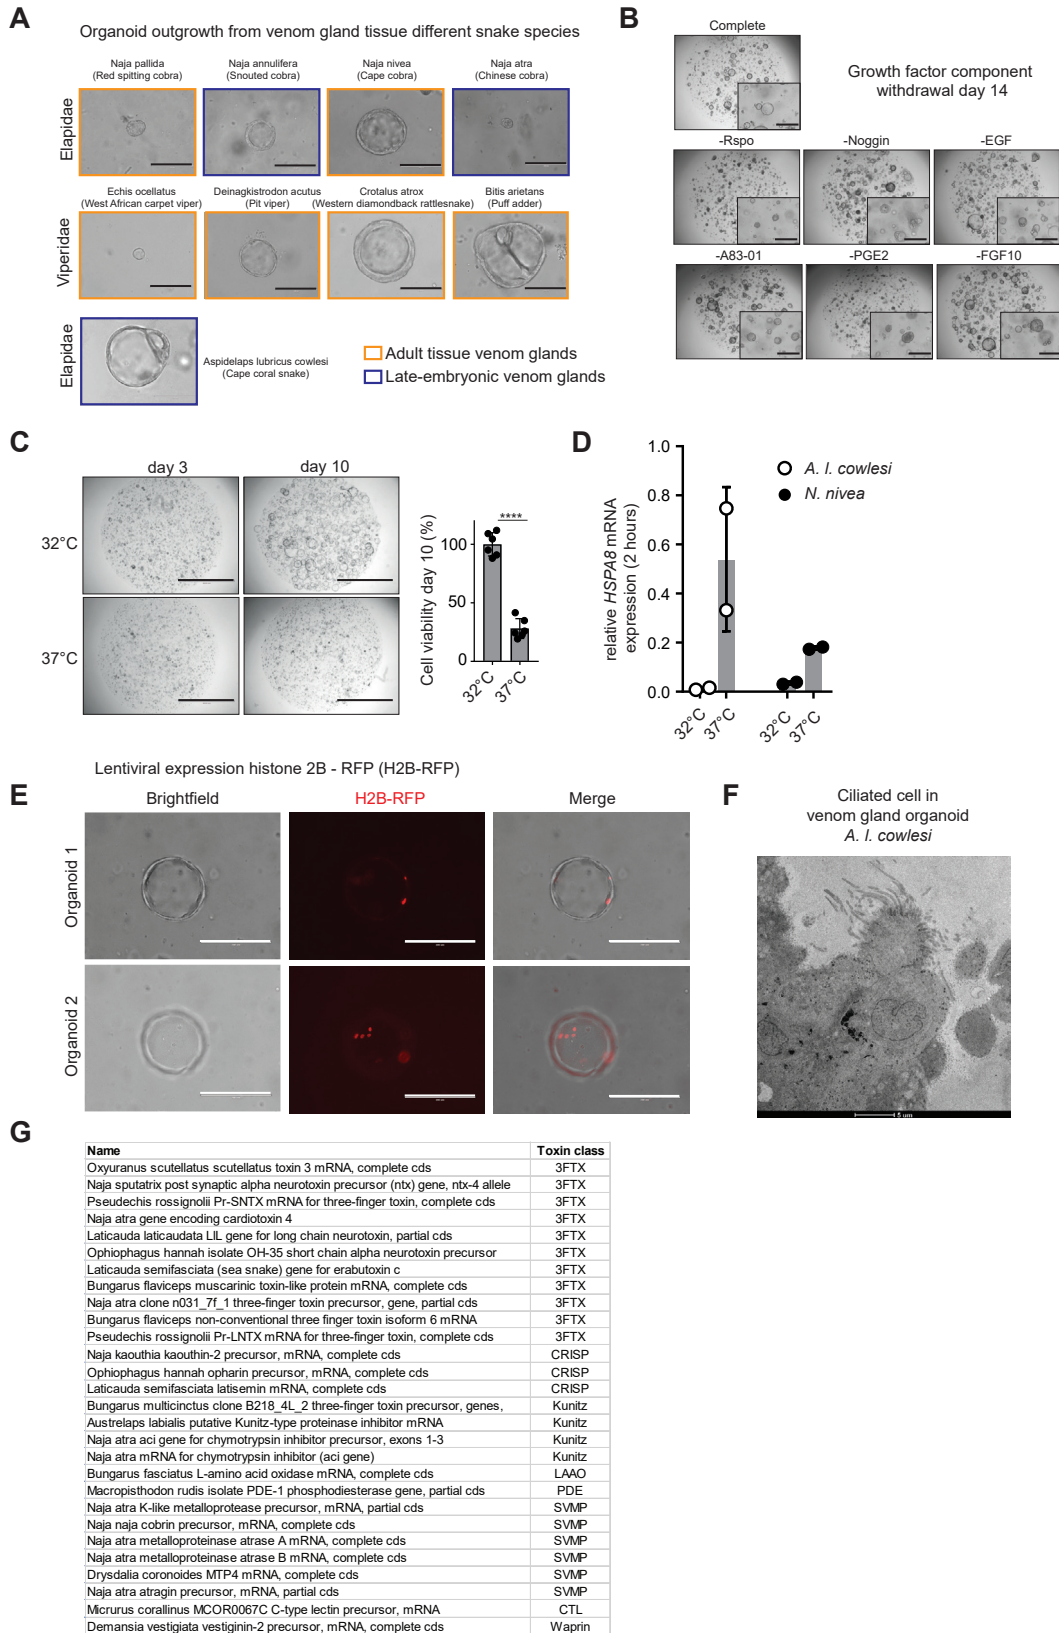 A
Organoid outgrowth from venom gland tissue different snake species
Naja pallida
(Red spitting cobra)
Naja annulifera
(Snouted cobra)
Naja nivea
(Cape cobra)
Naja atra
(Chinese cobra)
Elapidae
Echis ocellatus
(West African carpet viper)
Deinagkistrodon acutus
(Pit viper)
Crotalus atrox
(Western diamondback rattlesnake)
Bitis arietans
(Puff adder)
Viperidae
Elapidae
Aspidelaps lubricus cowlesi
(Cape coral snake)
Adult tissue venom glands
Late-embryonic venom glands
B
Complete
Growth factor component
withdrawal day 14
-Rspo
-Noggin
-EGF
-A83-01
-PGE2
-FGF10
C
day 3
day 10
32°C
37°C
Cell viability day 10 (%)
****
100
50
0
32°C
37°C
D
relative HSPA8 mRNA
expression (2 hours)
1.0
0.8
0.6
0.4
0.2
0.0
A. l. cowlesi
N. nivea
32°C
37°C
32°C
37°C
Lentiviral expression histone 2B - RFP (H2B-RFP)
E
Brightfield
H2B-RFP
Merge
Organoid 1
Organoid 2
F
Ciliated cell in
venom gland organoid
A. l. cowlesi
5 um
G
Name Toxin class
Oxyuranus scutellatus scutellatus toxin 3 mRNA, complete cds 3FTX
Naja sputatrix post synaptic alpha neurotoxin precursor (ntx) gene, ntx-4 allele 3FTX
Pseudechis rossignolii Pr-SNTX mRNA for three-finger toxin, complete cds 3FTX
Naja atra gene encoding cardiotoxin 4 3FTX
Laticauda laticaudata LlL gene for long chain neurotoxin, partial cds 3FTX
Ophiophagus hannah isolate OH-35 short chain alpha neurotoxin precursor 3FTX
Laticauda semifasciata (sea snake) gene for erabutoxin c 3FTX
Bungarus flaviceps muscarinic toxin-like protein mRNA, complete cds 3FTX
Naja atra clone n031_7f_1 three-finger toxin precursor, gene, partial cds 3FTX
Bungarus flaviceps non-conventional three finger toxin isoform 6 mRNA 3FTX
Pseudechis rossignolii Pr-LNTX mRNA for three-finger toxin, complete cds 3FTX
Naja kaouthia kaouthin-2 precursor, mRNA, complete cds CRISP
Ophiophagus hannah opharin precursor, mRNA, complete cds CRISP
Laticauda semifasciata latisemin mRNA, complete cds CRISP
Bungarus multicinctus clone B218_4L_2 three-finger toxin precursor, genes, Kunitz
Austrelaps labialis putative Kunitz-type proteinase inhibitor mRNA Kunitz
Naja atra aci gene for chymotrypsin inhibitor precursor, exons 1-3 Kunitz
Naja atra mRNA for chymotrypsin inhibitor (aci gene) Kunitz
Bungarus fasciatus L-amino acid oxidase mRNA, complete cds LAAO
Macropisthodon rudis isolate PDE-1 phosphodiesterase gene, partial cds PDE
Naja atra K-like metalloprotease precursor, mRNA, partial cds SVMP
Naja naja cobrin precursor, mRNA, complete cds SVMP
Naja atra metalloproteinase atrase A mRNA, complete cds SVMP
Naja atra metalloproteinase atrase B mRNA, complete cds SVMP
Drysdalia coronoides MTP4 mRNA, complete cds SVMP
Naja atra atragin precursor, mRNA, partial cds SVMP
Micrurus corallinus MCOR0067C C-type lectin precursor, mRNA CTL
Demansia vestigiata vestiginin-2 precursor, mRNA, complete cds Waprin